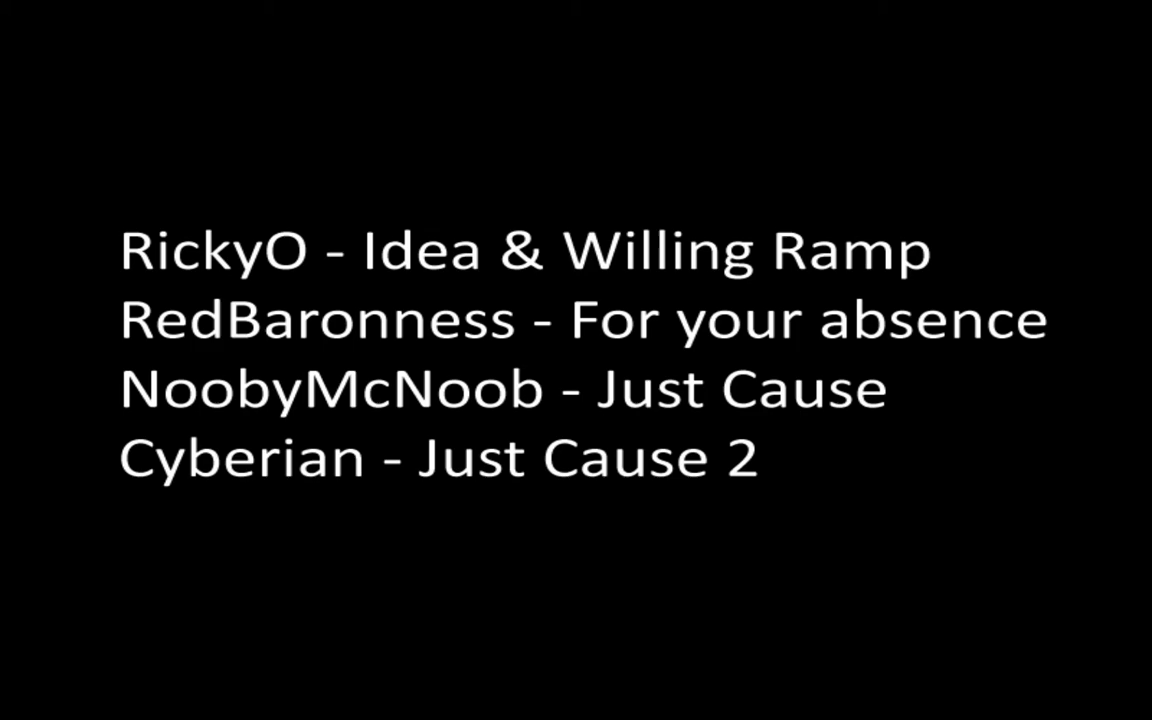 RickyO - Idea & Willing Ramp
RedBaronness - For your absence
NoobyMcNoob - Just Cause
Cyberian - Just Cause 2